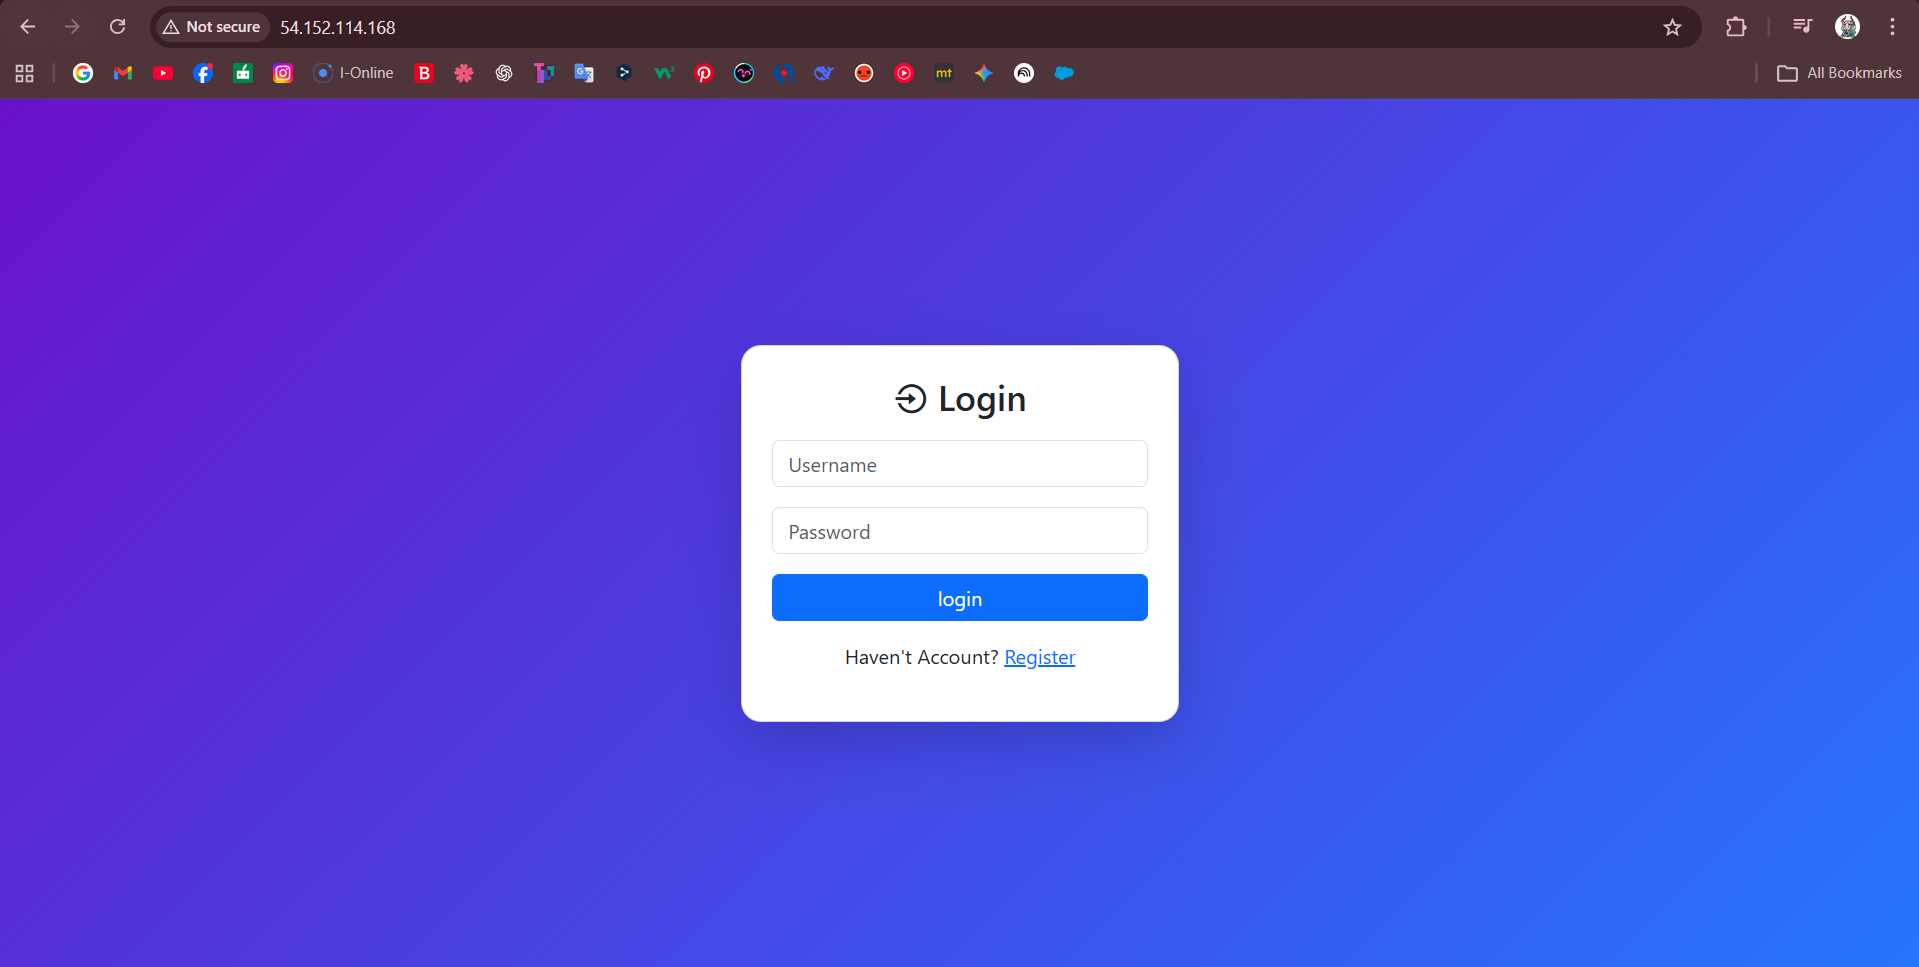 Not secure 54.152.114.168
I-Online
All Bookmarks
Login
Username
Password
login
Haven't Account? Register